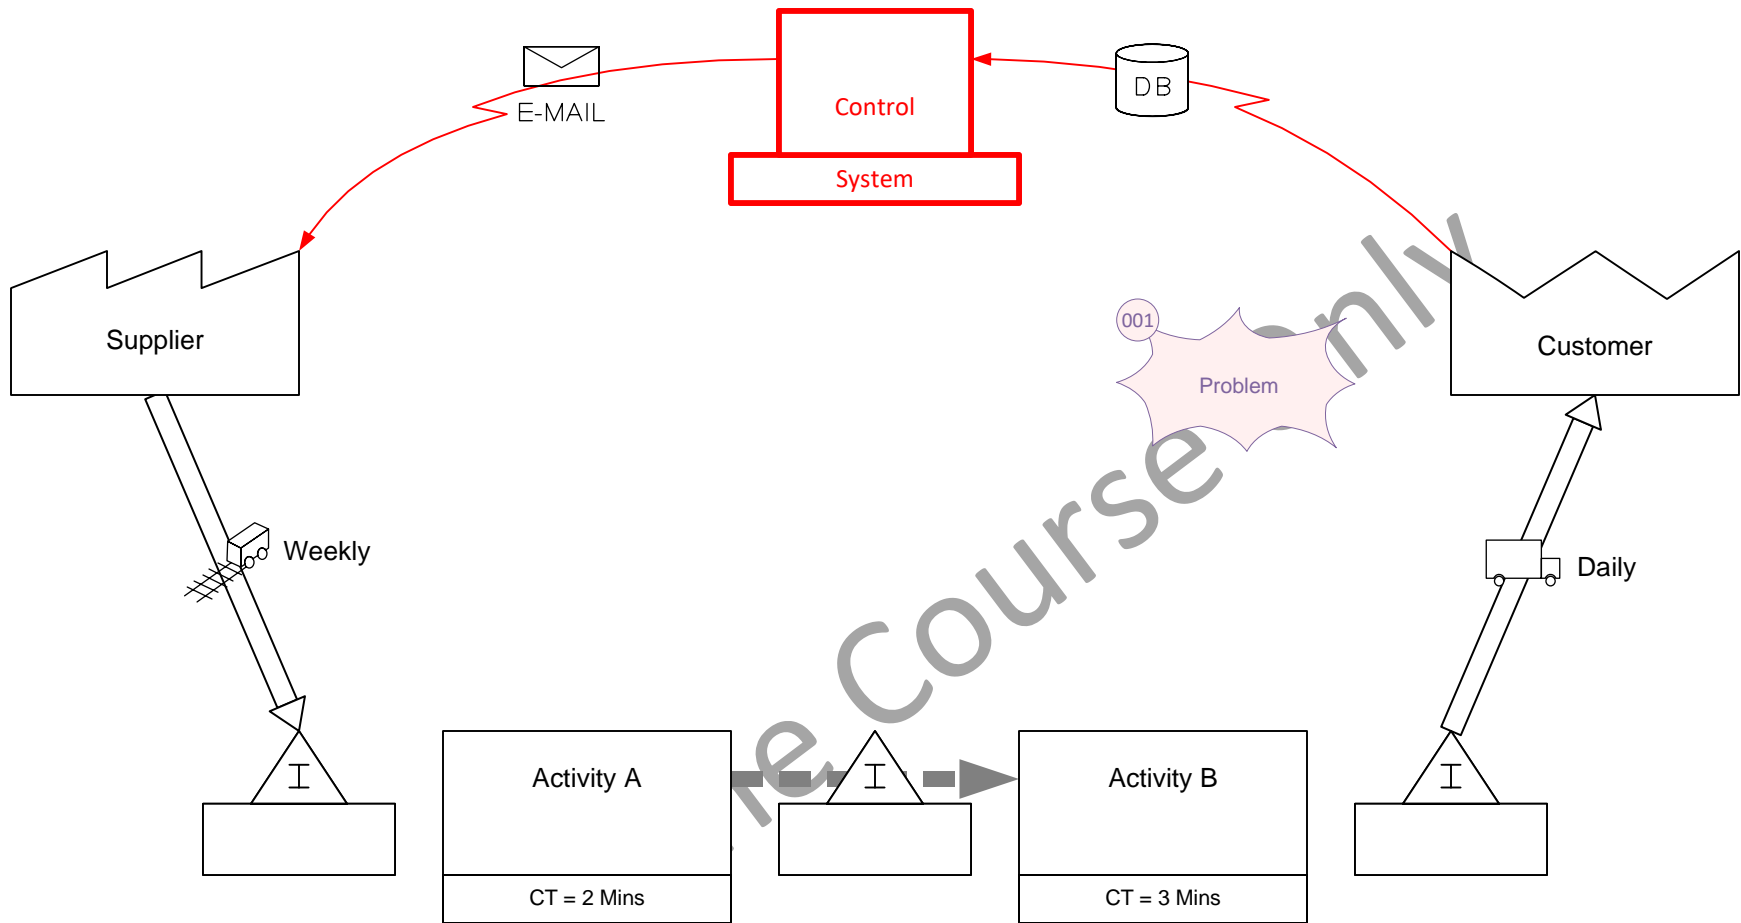 E-MAIL
DB
Control
System
001
Problem
Supplier
Customer
Weekly
Daily
I
Activity A
I
Activity B
I
CT = 2 Mins
CT = 3 Mins
Course